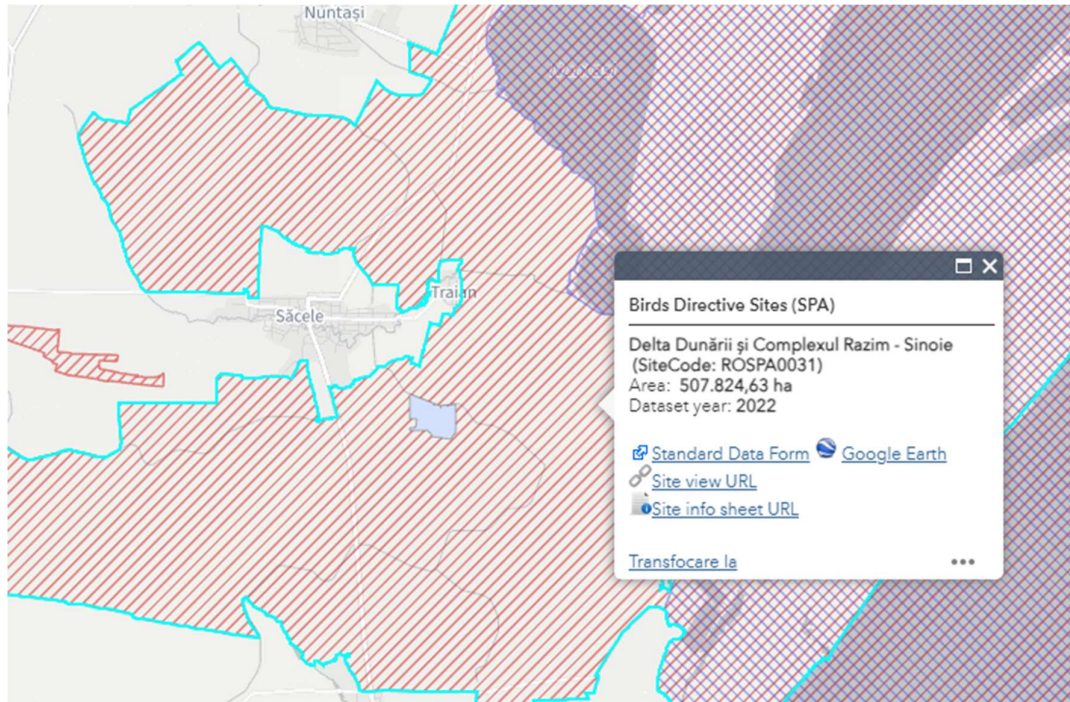 Nuntași
Traian
Săcele
Birds Directive Sites (SPA)
Delta Dunării și Complexul Razim - Sinoie
(SiteCode: ROSPA0031)
Area: 507.824,63 ha
Dataset year: 2022
Standard Data Form Google Earth
Site view URL
Site info sheet URL
Transfocare la